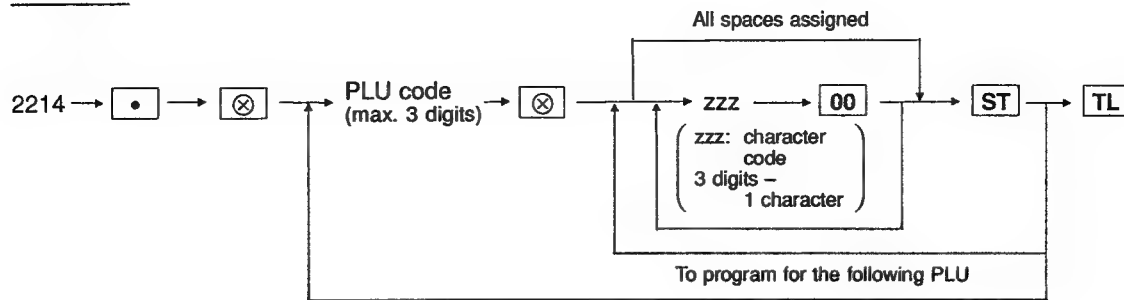 All spaces assigned
2214 • ⊗ PLU code ⊗ zzz 00 ST TL
(max. 3 digits)
zzz: character
code
3 digits –
1 character
To program for the following PLU